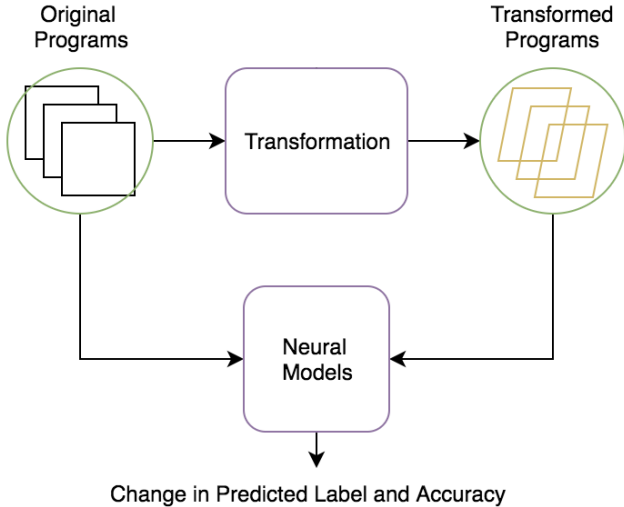 Original
Programs
Transformed
Programs
Transformation
Neural
Models
Change in Predicted Label and Accuracy